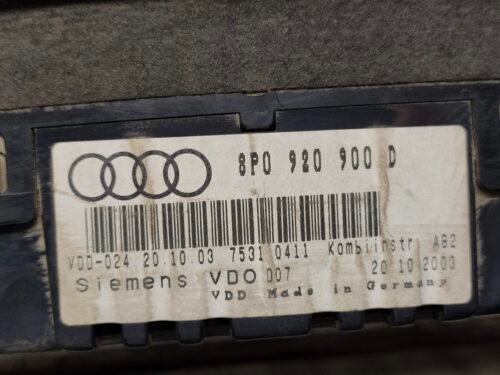 8P0 920 900 D
VDD-024 20.10.03 7531 0411 Kombiinstr AB2
Siemens VDO D07 20 10 2003
VDD Made in Germany